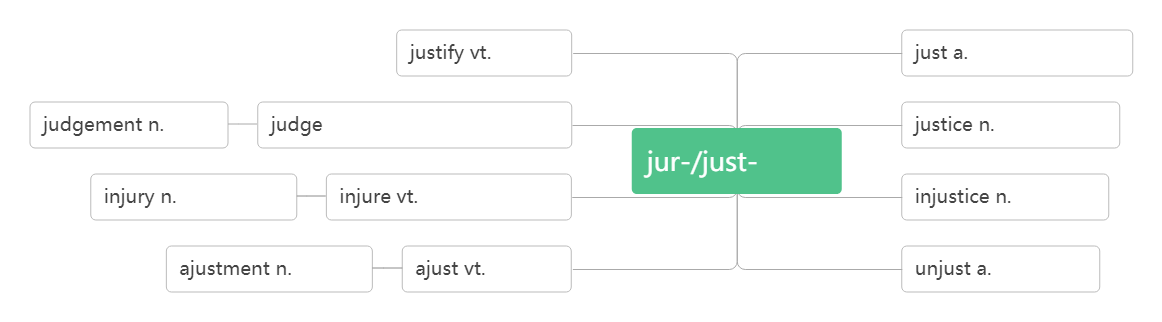 justify vt.
just a.
judgement n.
judge
justice n.
jur-/just-
injury n.
injure vt.
injustice n.
ajustment n.
ajust vt.
unjust a.